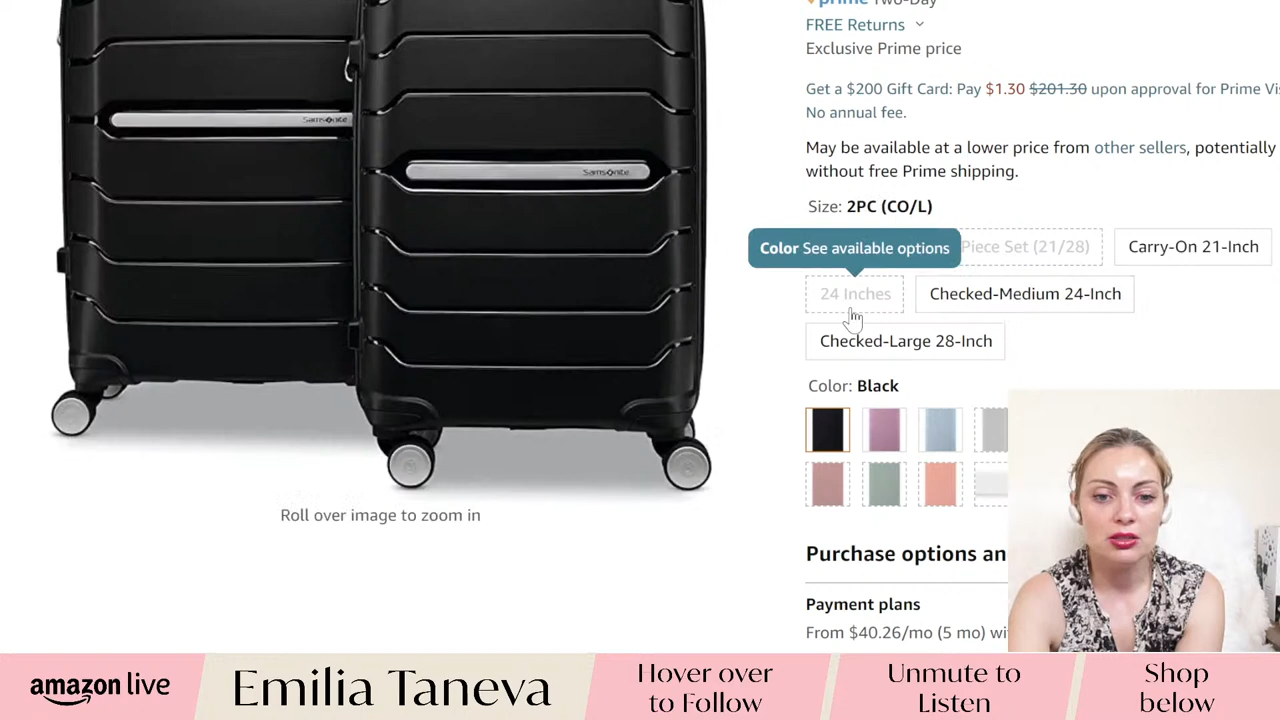 prime Two-Day
FREE Returns
Exclusive Prime price
Get a $200 Gift Card: Pay $1.30 $201.30 upon approval for Prime
No annual fee.
May be available at a lower price from other sellers, potentially
without free Prime shipping.
Size: 2PC (CO/L)
Color See available options
Piece Set (21/28)
Carry-On 21-Inch
24 Inches
Checked-Medium 24-Inch
Checked-Large 28-Inch
Color: Black
Samsonite
Samsonite
Roll over image to zoom in
Purchase options
Payment plans
From $40.26/mo (5 mo)
amazon live
Emilia Taneva
Hover over
to Follow
Unmute to
Listen
Shop
below